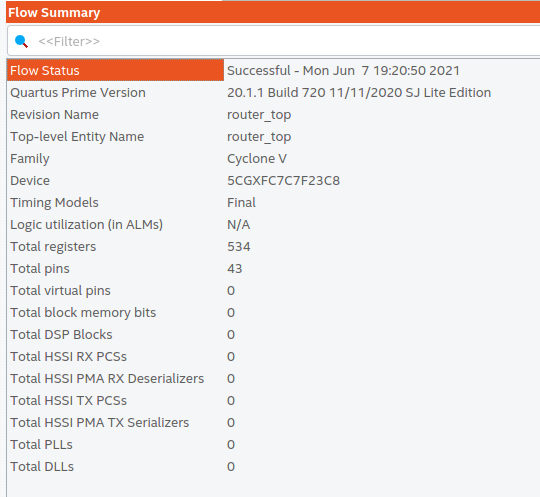 Flow Summary
<<Filter>>
Flow Status Successful - Mon Jun 7 19:20:50 2021
Quartus Prime Version 20.1.1 Build 720 11/11/2020 SJ Lite Edition
Revision Name router_top
Top-level Entity Name router_top
Family Cyclone V
Device 5CGXFC7C7F23C8
Timing Models Final
Logic utilization (in ALMs) N/A
Total registers 534
Total pins 43
Total virtual pins 0
Total block memory bits 0
Total DSP Blocks 0
Total HSSI RX PCSs 0
Total HSSI PMA RX Deserializers 0
Total HSSI TX PCSs 0
Total HSSI PMA TX Serializers 0
Total PLLs 0
Total DLLs 0